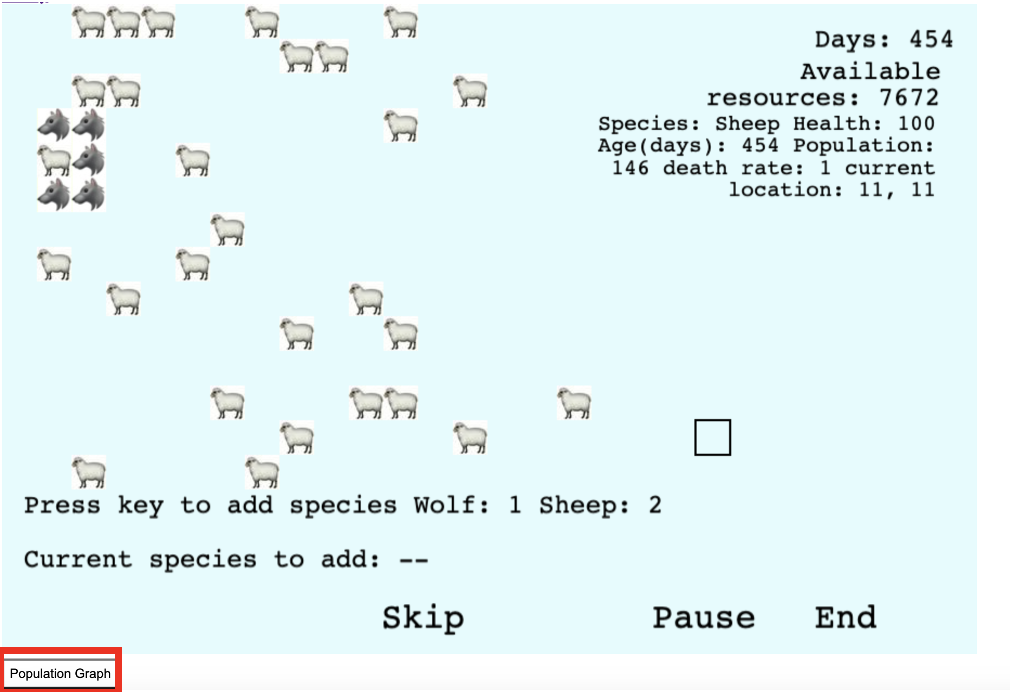 Days: 454
Available
resources: 7672
Species: Sheep Health: 100
Age(days): 454 Population:
146 death rate: 1 current
location: 11, 11
Press key to add species Wolf: 1 Sheep: 2
Current species to add: --
Skip Pause End
Population Graph